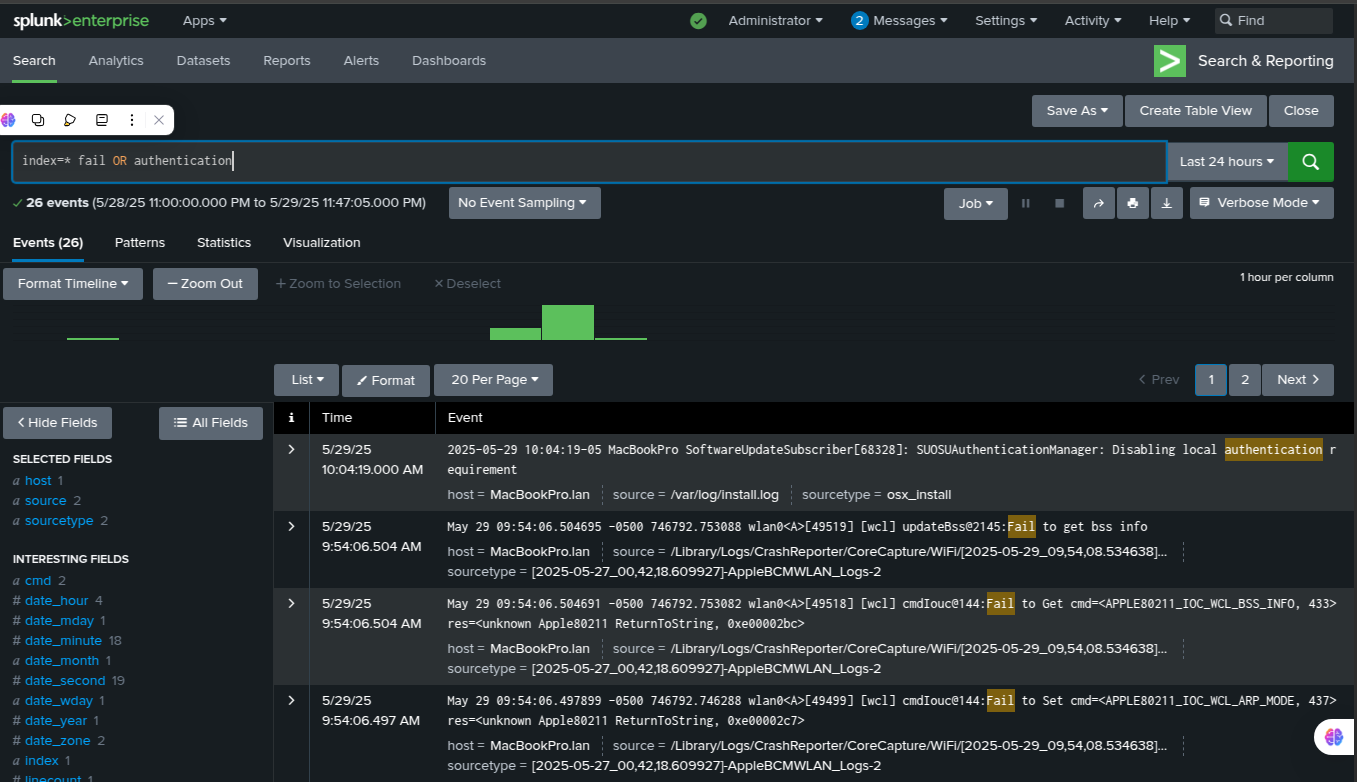 splunk>enterprise Apps Administrator 2 Messages Settings Activity Help Find
Search Analytics Datasets Reports Alerts Dashboards > Search & Reporting
Save As Create Table View Close
index=* fail OR authentication Last 24 hours
26 events (5/28/25 11:00:00.000 PM to 5/29/25 11:47:05.000 PM) No Event Sampling Job Verbose Mode
Events (26) Patterns Statistics Visualization
Format Timeline − Zoom Out + Zoom to Selection × Deselect 1 hour per column
List Format 20 Per Page < Prev 1 2 Next >
< Hide Fields All Fields
i Time Event
SELECTED FIELDS
a host 1
a source 2
a sourcetype 2
INTERESTING FIELDS
a cmd 2
# date_hour 4
# date_mday 1
# date_minute 18
a date_month 1
# date_second 19
a date_wday 1
# date_year 1
# date_zone 2
a index 1
# linecount 1
> 5/29/25 2025-05-29 10:04:19-05 MacBookPro SoftwareUpdateSubscriber[68328]: SUOSUAuthenticationManager: Disabling local authentication r
10:04:19.000 AM equirement
host = MacBookPro.lan source = /var/log/install.log sourcetype = osx_install
> 5/29/25 May 29 09:54:06.504695 -0500 746792.753088 wlan0<A>[49519] [wcl] updateBss@2145:Fail to get bss info
9:54:06.504 AM host = MacBookPro.lan source = /Library/Logs/CrashReporter/CoreCapture/WiFi/[2025-05-29_09,54,08.534638]...
sourcetype = [2025-05-27_00,42,18.609927]-AppleBCMWLAN_Logs-2
> 5/29/25 May 29 09:54:06.504691 -0500 746792.753082 wlan0<A>[49518] [wcl] cmdIouc@144:Fail to Get cmd=<APPLE80211_IOC_WCL_BSS_INFO, 433>
9:54:06.504 AM res=<unknown Apple80211 ReturnToString, 0xe00002bc>
host = MacBookPro.lan source = /Library/Logs/CrashReporter/CoreCapture/WiFi/[2025-05-29_09,54,08.534638]...
sourcetype = [2025-05-27_00,42,18.609927]-AppleBCMWLAN_Logs-2
> 5/29/25 May 29 09:54:06.497899 -0500 746792.746288 wlan0<A>[49499] [wcl] cmdIouc@144:Fail to Set cmd=<APPLE80211_IOC_WCL_ARP_MODE, 437>
9:54:06.497 AM res=<unknown Apple80211 ReturnToString, 0xe00002c7>
host = MacBookPro.lan source = /Library/Logs/CrashReporter/CoreCapture/WiFi/[2025-05-29_09,54,08.534638]...
sourcetype = [2025-05-27_00,42,18.609927]-AppleBCMWLAN_Logs-2